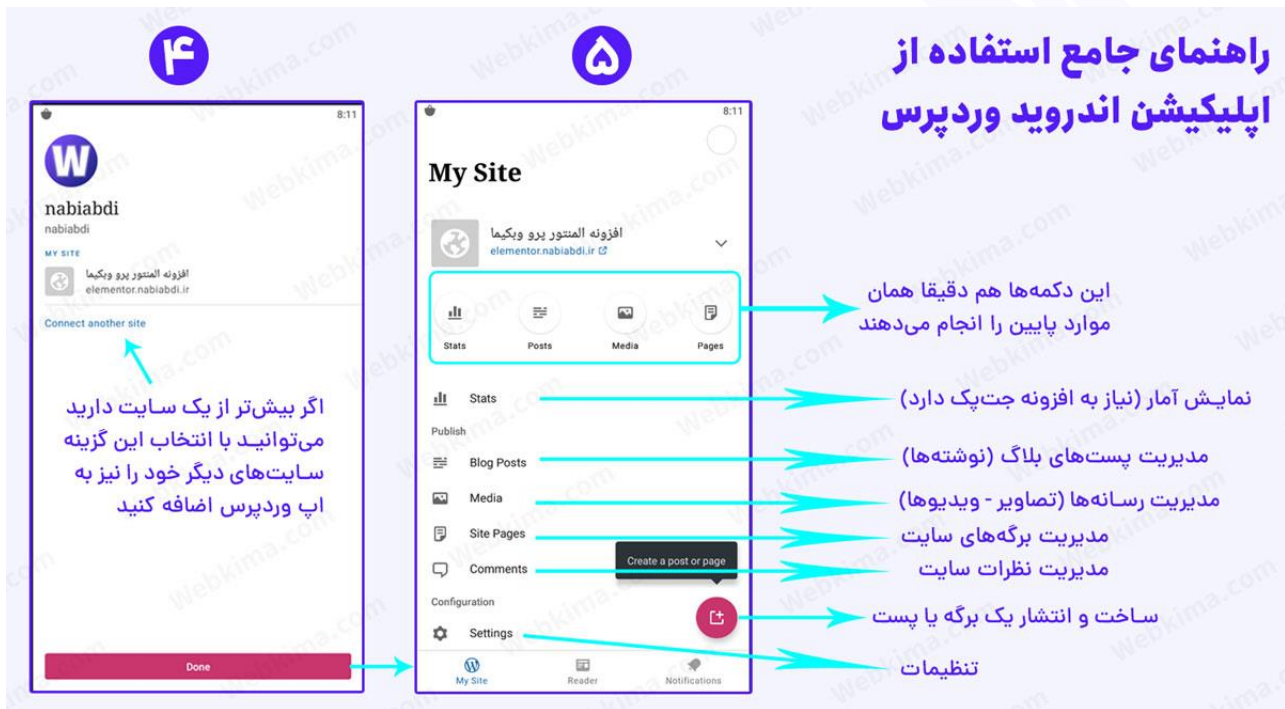 راهنمای جامع استفاده از
اپلیکیشن اندروید وردپرس
۴
8:11
W
nabiabdi
nabiabdi
MY SITE
افزونه المنتور پرو وبکیما
elementor.nabiabdi.ir
Connect another site
اگر بیش‌تر از یک سایت دارید
می‌توانید با انتخاب این گزینه
سایت‌های دیگر خود را نیز به
اپ وردپرس اضافه کنید
Done
۵
8:11
My Site
افزونه المنتور پرو وبکیما
elementor.nabiabdi.ir
Stats
Posts
Media
Pages
این دکمه‌ها هم دقیقا همان
موارد پایین را انجام می‌دهند
Stats
نمایش آمار (نیاز به افزونه جت‌پک دارد)
Publish
Blog Posts
مدیریت پست‌های بلاگ (نوشته‌ها)
Media
مدیریت رسانه‌ها (تصاویر - ویدیوها)
Site Pages
مدیریت برگه‌های سایت
Comments
مدیریت نظرات سایت
Create a post or page
ساخت و انتشار یک برگه یا پست
Configuration
Settings
تنظیمات
My Site
Reader
Notifications
Webkima.com